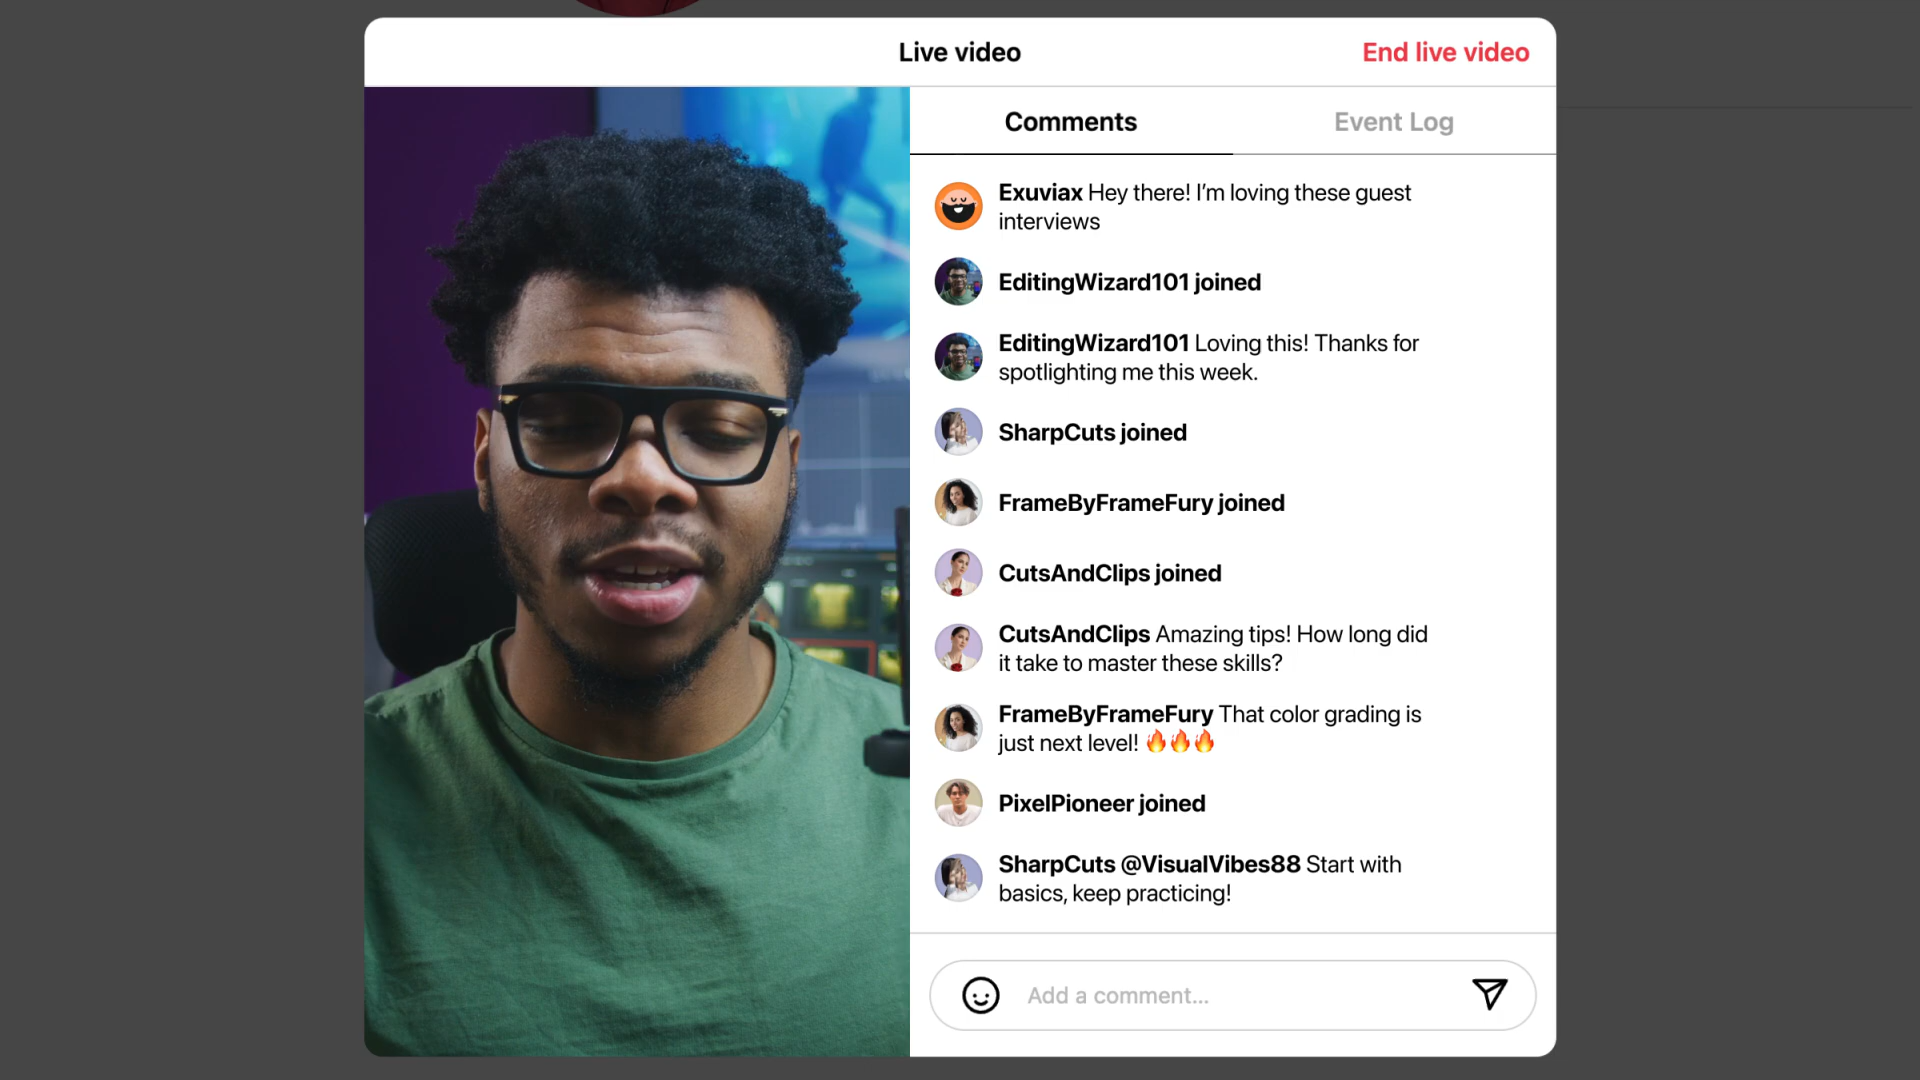 Live video
End live video
Comments
Event Log
Exuviax Hey there! I’m loving these guest
interviews
EditingWizard101 joined
EditingWizard101 Loving this! Thanks for
spotlighting me this week.
SharpCuts joined
FrameByFrameFury joined
CutsAndClips joined
CutsAndClips Amazing tips! How long did
it take to master these skills?
FrameByFrameFury That color grading is
just next level! 🔥🔥🔥
PixelPioneer joined
SharpCuts @VisualVibes88 Start with
basics, keep practicing!
Add a comment...